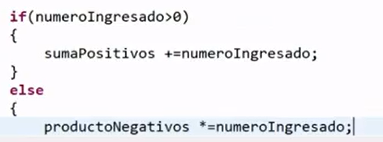 if(numeroIngresado>0)
{
sumaPositivos +=numeroIngresado;
}
else
{
productoNegativos *=numeroIngresado;